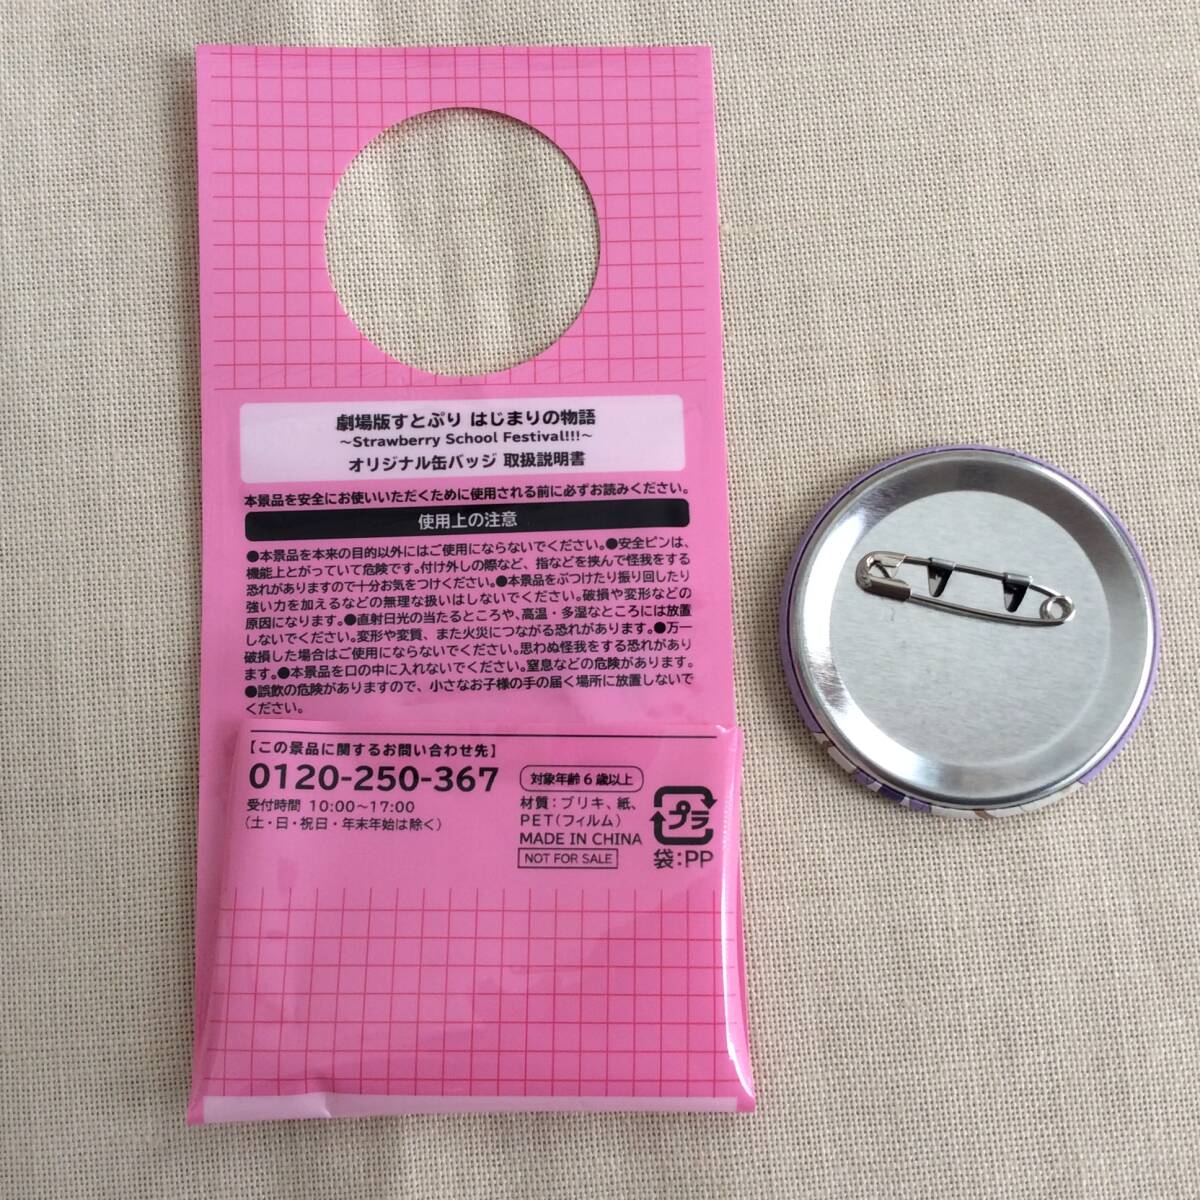 劇場版すとぷり はじまりの物語
～Strawberry School Festival!!!～
オリジナル缶バッジ 取扱説明書
本景品を安全にお使いいただくために使用される前に必ずお読みください。
使用上の注意
●本景品を本来の目的以外にはご使用にならないでください。●安全ピンは、
機能上とがっていて危険です。付け外しの際など、指などを挟んで怪我をする
恐れがありますので十分お気をつけください。●本景品をぶつけたり振り回したり
強い力を加えるなどの無理な扱いはしないでください。破損や変形などの
原因になります。●直射日光の当たるところや、高温・多湿なところには放置
しないでください。変形や変質、また火災につながる恐れがあります。●万一
破損した場合はご使用にならないでください。思わぬ怪我をする恐れがあり
ます。●本景品を口の中に入れないでください。窒息などの危険があります。
●誤飲の危険がありますので、小さなお子様の手の届く場所に放置しないで
ください。
【この景品に関するお問い合わせ先】
0120-250-367
受付時間 10:00～17:00
(土・日・祝日・年末年始は除く)
対象年齢6歳以上
材質：ブリキ、紙、
PET(フィルム)
MADE IN CHINA
NOT FOR SALE
プラ
袋：PP